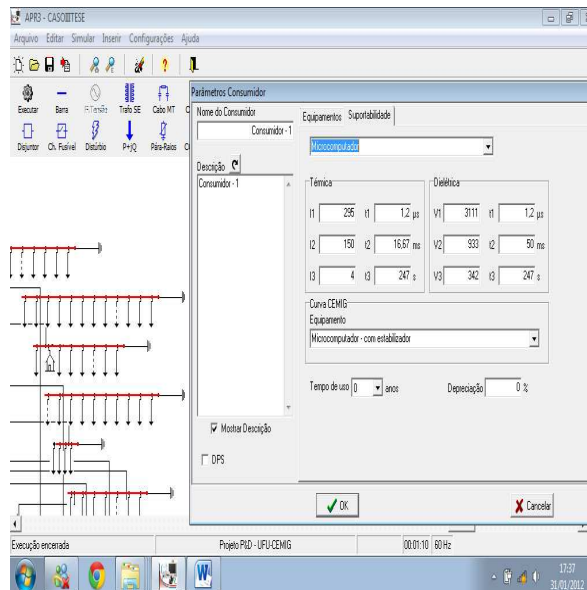 APR3 - CASOIIITESE
Arquivo Editar Simular Inserir Configurações Ajuda
Executar Barra F.Tensão Trafo SE Cabo MT
Disjuntor Ch. Fusível Distúrbio P+jQ Pára-Raios
Parâmetros Consumidor
Nome do Consumidor
Consumidor - 1
Descrição
Consumidor - 1
Mostrar Descrição
DPS
Equipamentos Suportabilidade
Microcomputador
Térmica
I1 295 t1 1,2 µs
I2 150 t2 16,67 ms
I3 4 t3 247 s
Dielétrica
V1 3111 t1 1,2 µs
V2 933 t2 50 ms
V3 342 t3 247 s
Curva CEMIG
Equipamento
Microcomputador - com estabilizador
Tempo de uso 0 anos Depreciação 0 %
OK Cancelar
Execução encerrada Projeto P&D - UFU-CEMIG 00:01:10 60 Hz
17:37
31/01/2012